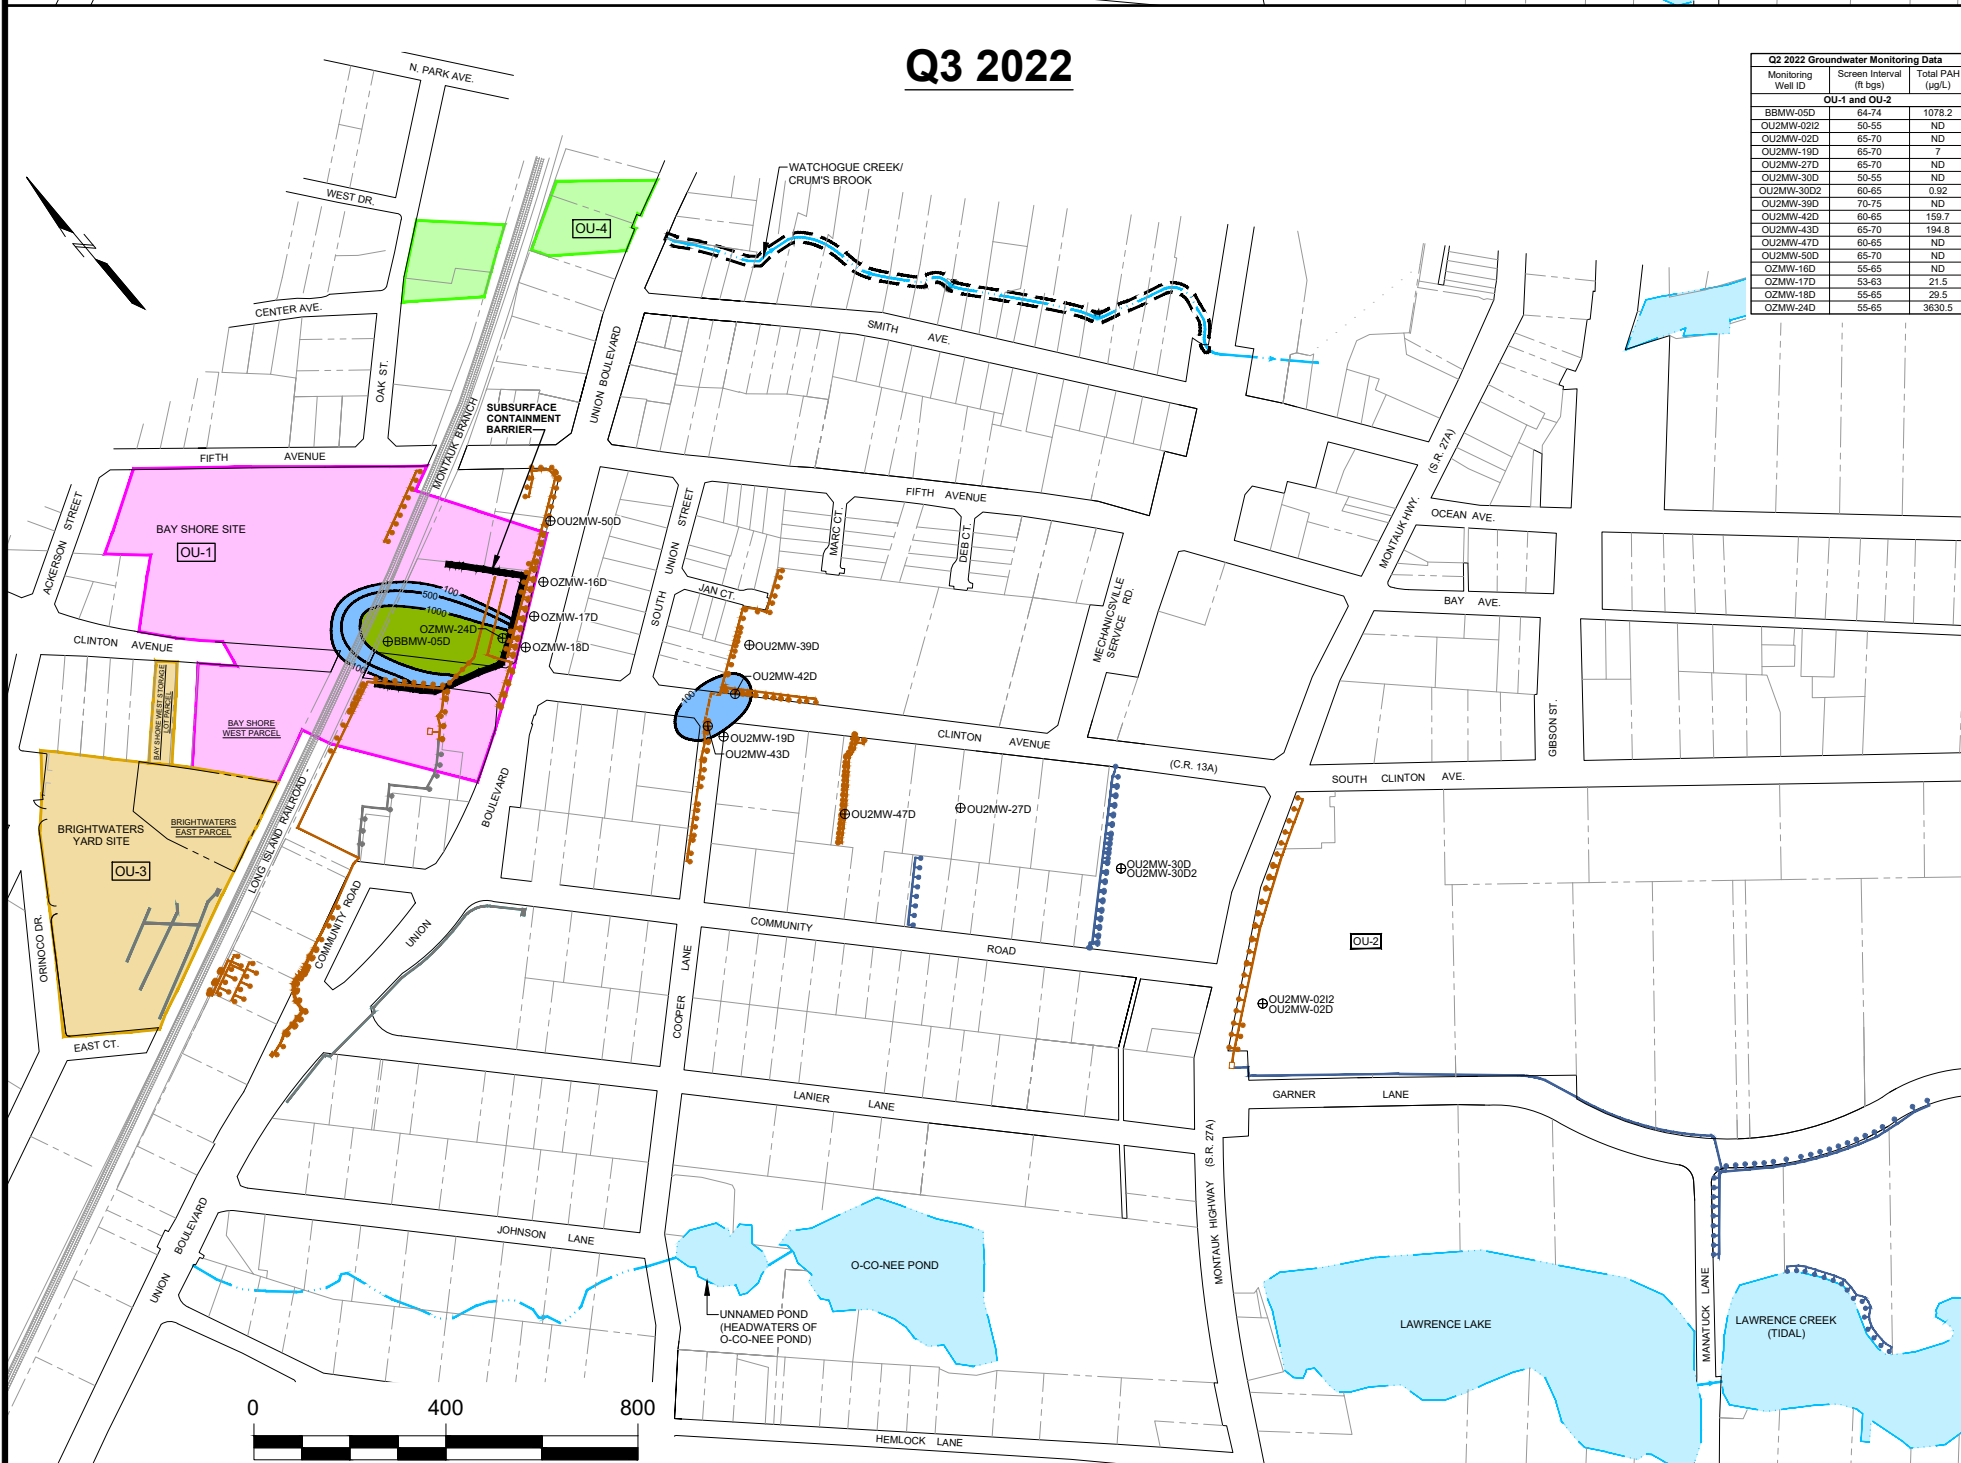 Q3 2022
Q2 2022 Groundwater Monitoring Data
Monitoring Well ID Screen Interval (ft bgs) Total PAH (µg/L)
OU-1 and OU-2
BBMW-05D 64-74 1078.2
OU2MW-02I2 50-55 ND
OU2MW-02D 65-70 ND
OU2MW-19D 65-70 7
OU2MW-27D 65-70 ND
OU2MW-30D 50-55 ND
OU2MW-30D2 60-65 0.92
OU2MW-39D 70-75 ND
OU2MW-42D 60-65 159.7
OU2MW-43D 65-70 194.8
OU2MW-47D 60-65 ND
OU2MW-50D 65-70 ND
OZMW-16D 55-65 ND
OZMW-17D 53-63 21.5
OZMW-18D 55-65 29.5
OZMW-24D 55-65 3630.5
N. PARK AVE.
WATCHOGUE CREEK/
CRUM'S BROOK
WEST DR.
OU-4
Z
CENTER AVE.
SMITH AVE.
OAK ST.
UNION BOULEVARD
MONTAUK BRANCH
SUBSURFACE
CONTAINMENT
BARRIER
FIFTH AVENUE
FIFTH AVENUE
(S.R. 27A)
MONTAUK HWY.
OCEAN AVE.
ACKERSON STREET
BAY SHORE SITE
OU-1
OU2MW-50D
SOUTH UNION STREET
MARC CT.
DEB CT.
JAN CT.
MECHANICSVILLE
SERVICE RD.
BAY AVE.
100
500
1000
OZMW-16D
OZMW-17D
OZMW-24D
BBMW-05D
OZMW-18D
100
CLINTON AVENUE
OU2MW-39D
OU2MW-42D
100
OU2MW-19D
OU2MW-43D
CLINTON AVENUE
(C.R. 13A)
SOUTH CLINTON AVE.
GIBSON ST.
BAY SHORE WEST STORAGE
LOT PARCEL
BAY SHORE
WEST PARCEL
BRIGHTWATERS
YARD SITE
BRIGHTWATERS
EAST PARCEL
OU-3
LONG ISLAND RAILROAD
BOULEVARD
OU2MW-47D
OU2MW-27D
OU2MW-30D
OU2MW-30D2
ORINOCO DR.
COMMUNITY ROAD
UNION
COMMUNITY ROAD
OU-2
OU2MW-02I2
OU2MW-02D
COOPER LANE
EAST CT.
LANIER LANE
GARNER LANE
MONTAUK HIGHWAY (S.R. 27A)
UNION BOULEVARD
JOHNSON LANE
O-CO-NEE POND
UNNAMED POND
(HEADWATERS OF
O-CO-NEE POND)
LAWRENCE LAKE
MANATUCK LANE
LAWRENCE CREEK
(TIDAL)
0 400 800
HEMLOCK LANE